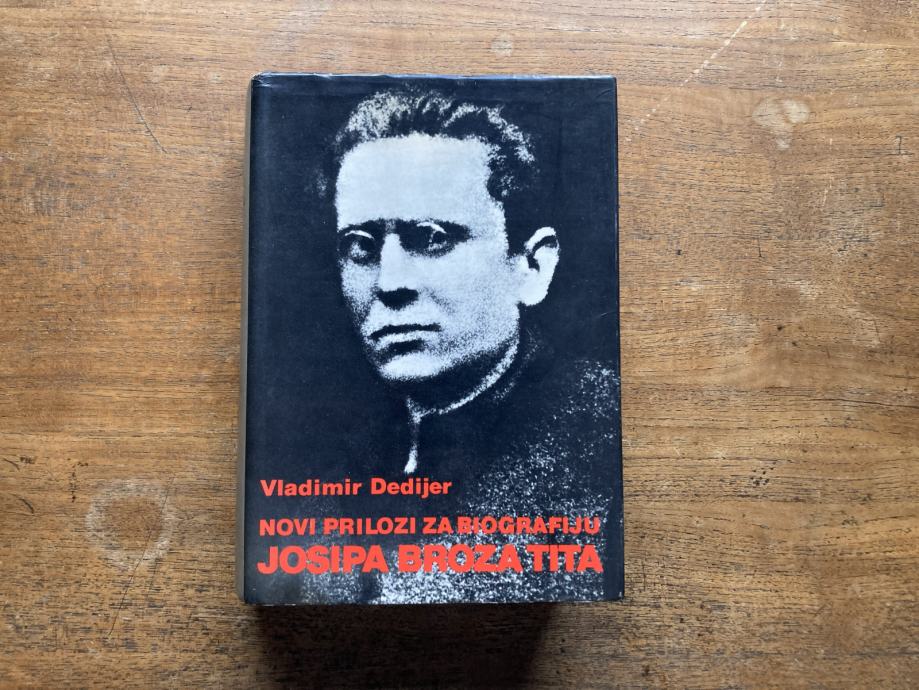 Vladimir Dedijer
NOVI PRILOZI ZA BIOGRAFIJU
JOSIPA BROZA TITA